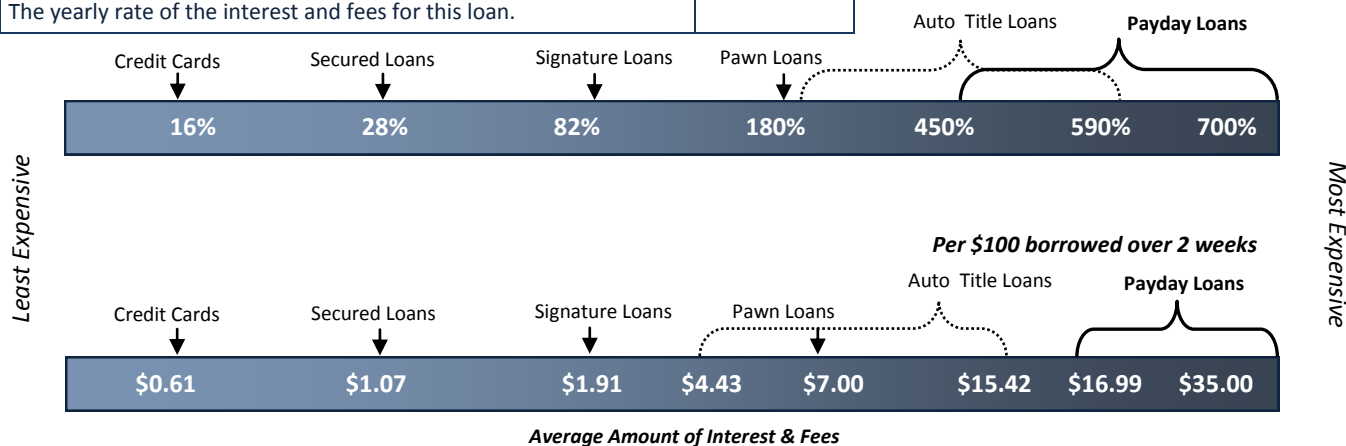 The yearly rate of the interest and fees for this loan.
Auto Title Loans
Payday Loans
Credit Cards
Secured Loans
Signature Loans
Pawn Loans
16%
28%
82%
180%
450%
590%
700%
Least Expensive
Most Expensive
Per $100 borrowed over 2 weeks
Auto Title Loans
Payday Loans
Credit Cards
Secured Loans
Signature Loans
Pawn Loans
$0.61
$1.07
$1.91
$4.43
$7.00
$15.42
$16.99
$35.00
Average Amount of Interest & Fees